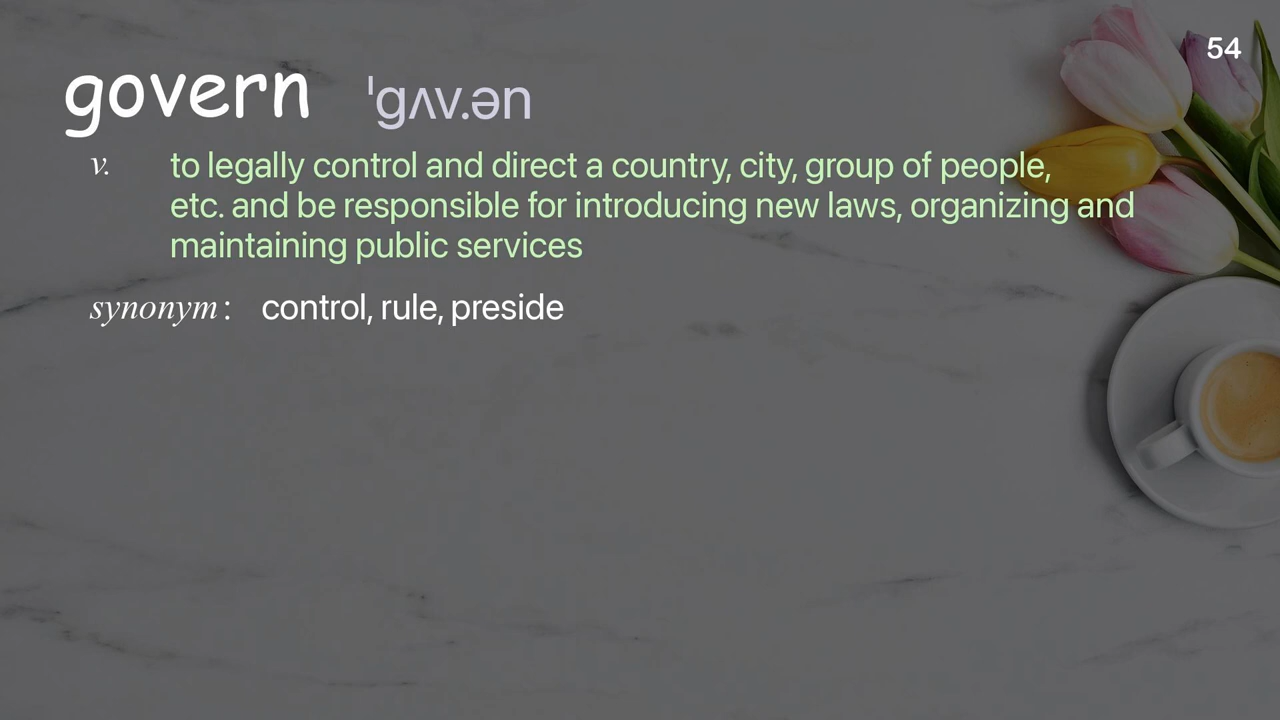 54
govern ˈgʌv.ən
v. to legally control and direct a country, city, group of people,
etc. and be responsible for introducing new laws, organizing and
maintaining public services
synonym: control, rule, preside